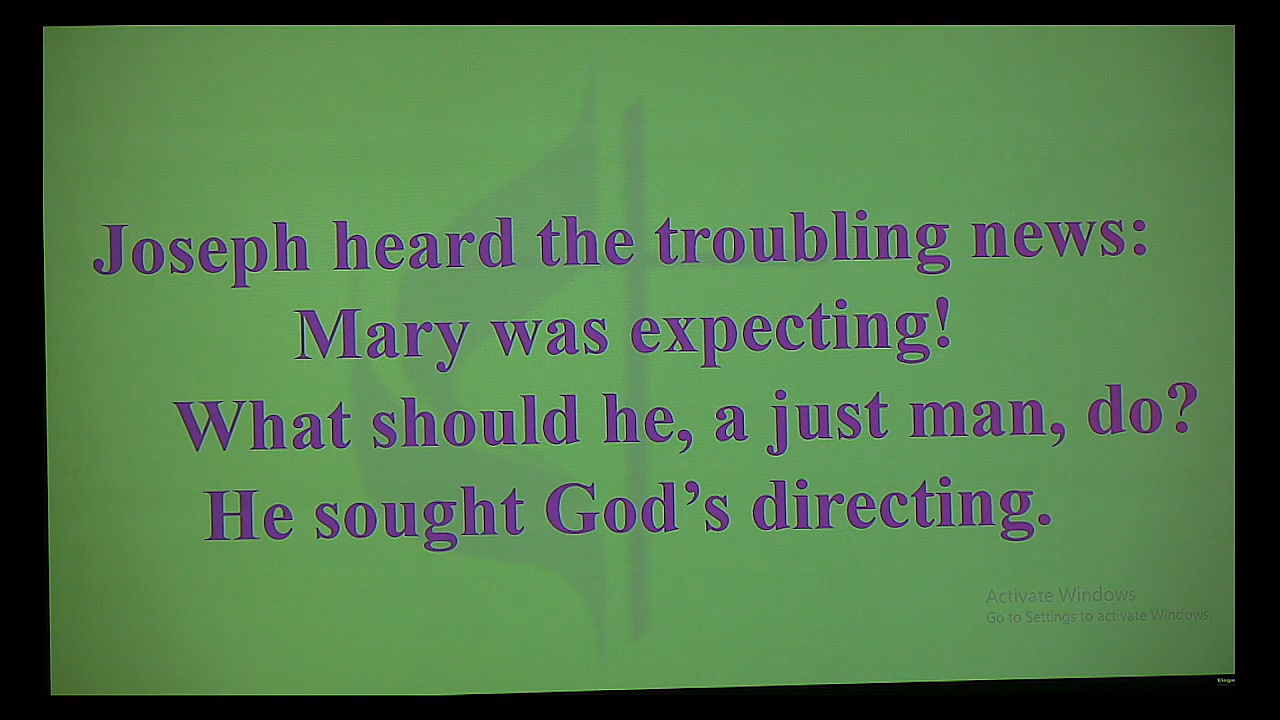 Joseph heard the troubling news:
Mary was expecting!
What should he, a just man, do?
He sought God’s directing.
Activate Windows
Go to Settings to activate Windows.